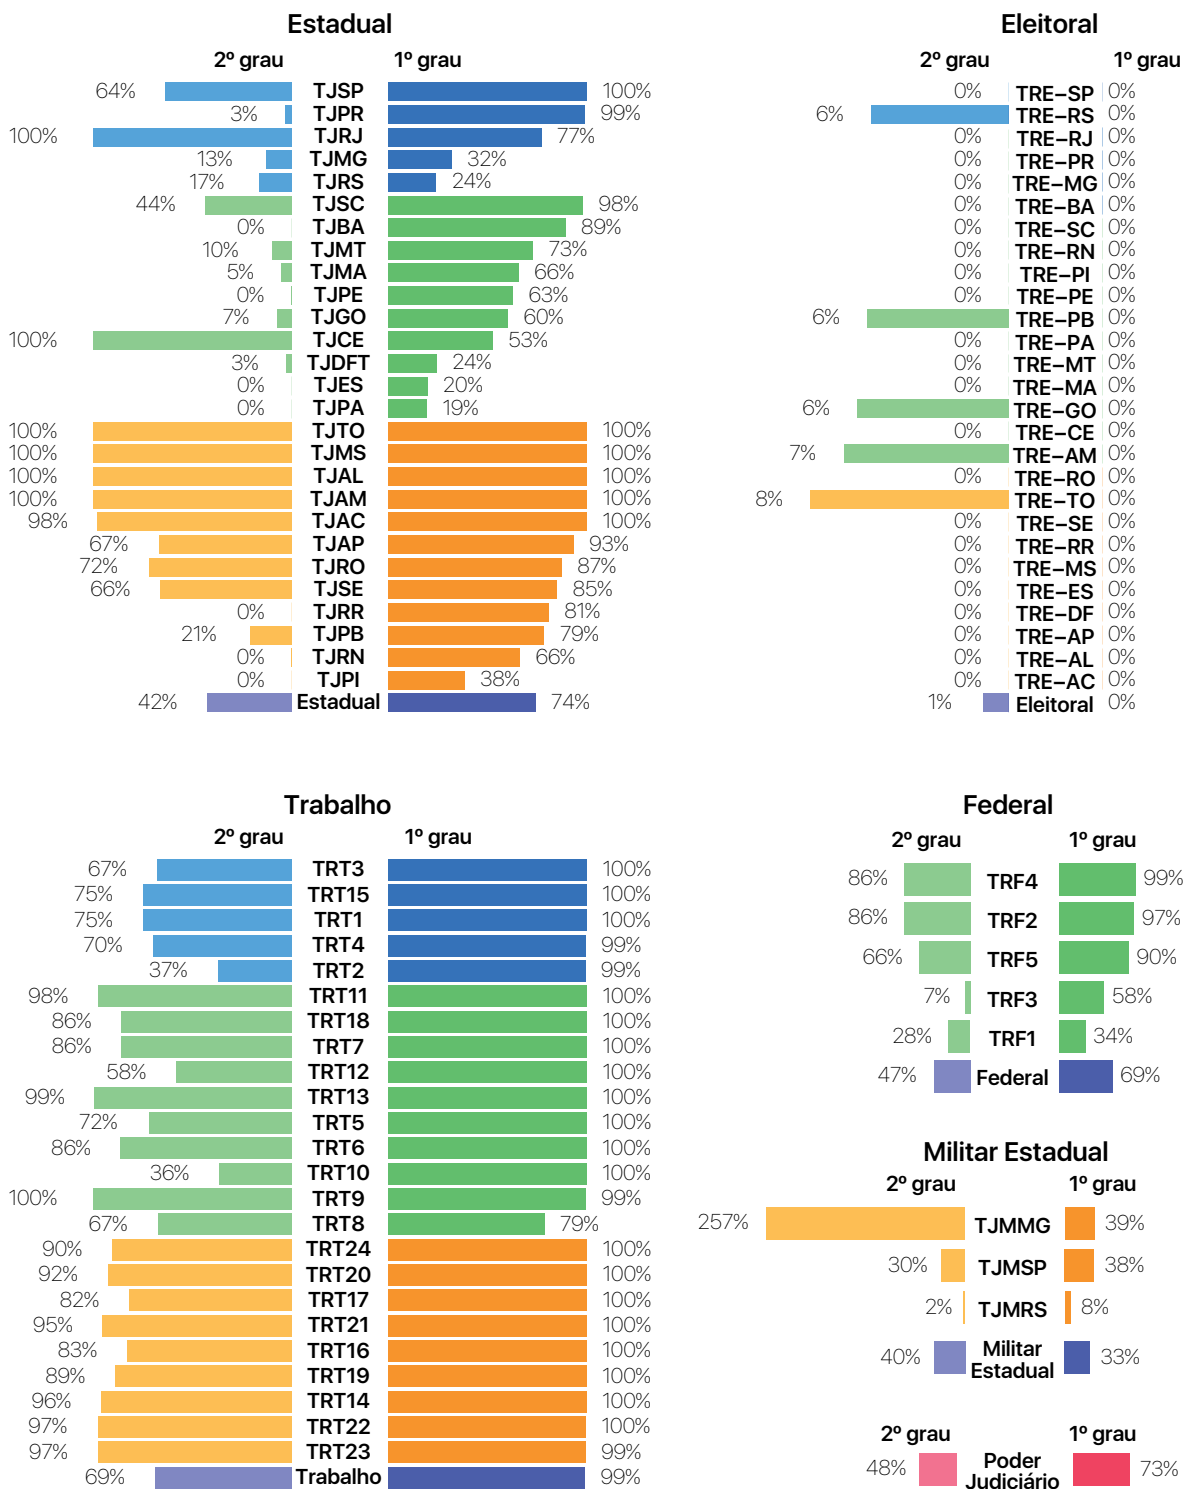 Estadual
2º grau 1º grau
64% TJSP 100%
3% TJPR 99%
100% TJRJ 77%
13% TJMG 32%
17% TJRS 24%
44% TJSC 98%
0% TJBA 89%
10% TJMT 73%
5% TJMA 66%
0% TJPE 63%
7% TJGO 60%
100% TJCE 53%
3% TJDFT 24%
0% TJES 20%
0% TJPA 19%
100% TJTO 100%
100% TJMS 100%
100% TJAL 100%
100% TJAM 100%
98% TJAC 100%
67% TJAP 93%
72% TJRO 87%
66% TJSE 85%
0% TJRR 81%
21% TJPB 79%
0% TJRN 66%
0% TJPI 38%
42% Estadual 74%
Eleitoral
2º grau 1º grau
0% TRE–SP 0%
6% TRE–RS 0%
0% TRE–RJ 0%
0% TRE–PR 0%
0% TRE–MG 0%
0% TRE–BA 0%
0% TRE–SC 0%
0% TRE–RN 0%
0% TRE–PI 0%
0% TRE–PE 0%
6% TRE–PB 0%
0% TRE–PA 0%
0% TRE–MT 0%
0% TRE–MA 0%
6% TRE–GO 0%
0% TRE–CE 0%
7% TRE–AM 0%
0% TRE–RO 0%
8% TRE–TO 0%
0% TRE–SE 0%
0% TRE–RR 0%
0% TRE–MS 0%
0% TRE–ES 0%
0% TRE–DF 0%
0% TRE–AP 0%
0% TRE–AL 0%
0% TRE–AC 0%
1% Eleitoral 0%
Trabalho
2º grau 1º grau
67% TRT3 100%
75% TRT15 100%
75% TRT1 100%
70% TRT4 99%
37% TRT2 99%
98% TRT11 100%
86% TRT18 100%
86% TRT7 100%
58% TRT12 100%
99% TRT13 100%
72% TRT5 100%
86% TRT6 100%
36% TRT10 100%
100% TRT9 99%
67% TRT8 79%
90% TRT24 100%
92% TRT20 100%
82% TRT17 100%
95% TRT21 100%
83% TRT16 100%
89% TRT19 100%
96% TRT14 100%
97% TRT22 100%
97% TRT23 99%
69% Trabalho 99%
Federal
2º grau 1º grau
86% TRF4 99%
86% TRF2 97%
66% TRF5 90%
7% TRF3 58%
28% TRF1 34%
47% Federal 69%
Militar Estadual
2º grau 1º grau
257% TJMMG 39%
30% TJMSP 38%
2% TJMRS 8%
40% Militar
Estadual 33%
2º grau 1º grau
48% Poder
Judiciário 73%